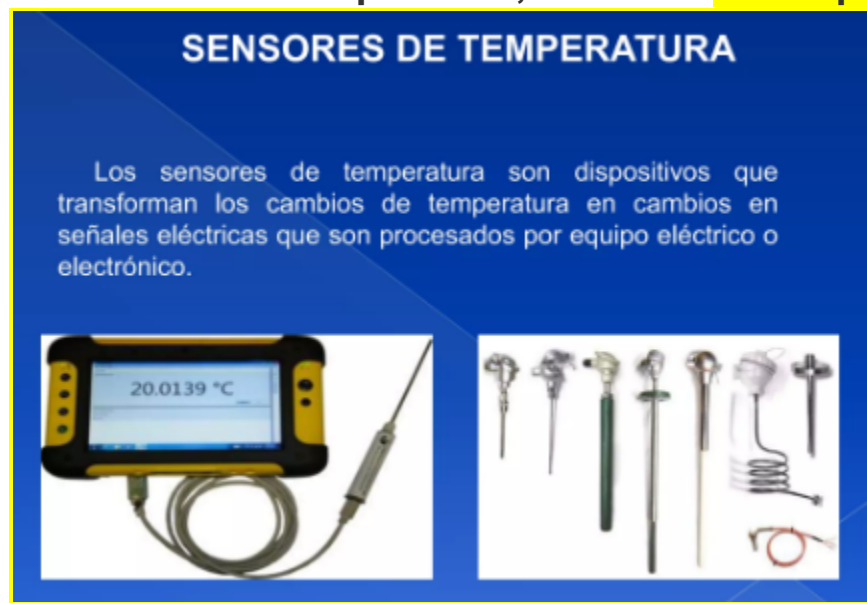 SENSORES DE TEMPERATURA
Los sensores de temperatura son dispositivos que
transforman los cambios de temperatura en cambios en
señales eléctricas que son procesados por equipo eléctrico o
electrónico.
20.0139 °C